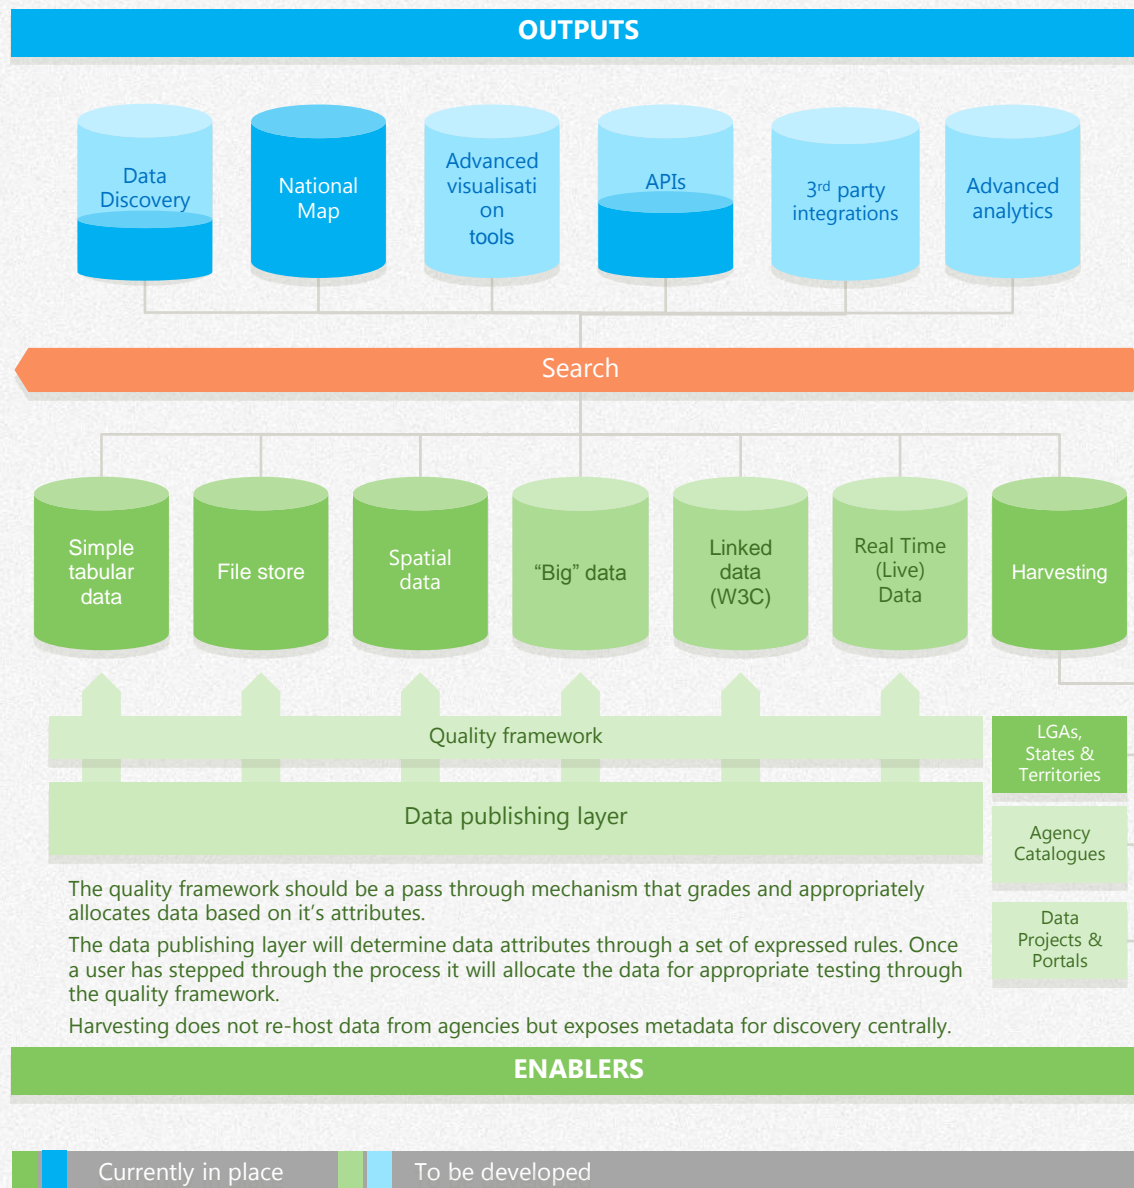 OUTPUTS
Data
Discovery
National
Map
Advanced
visualisati
on
tools
APIs
3rd party
integrations
Advanced
analytics
Search
Simple
tabular
data
File store
Spatial
data
“Big” data
Linked
data
(W3C)
Real Time
(Live)
Data
Harvesting
Quality framework
Data publishing layer
LGAs,
States &
Territories
Agency
Catalogues
Data
Projects &
Portals
The quality framework should be a pass through mechanism that grades and appropriately
allocates data based on it’s attributes.
The data publishing layer will determine data attributes through a set of expressed rules. Once
a user has stepped through the process it will allocate the data for appropriate testing through
the quality framework.
Harvesting does not re-host data from agencies but exposes metadata for discovery centrally.
ENABLERS
Currently in place
To be developed